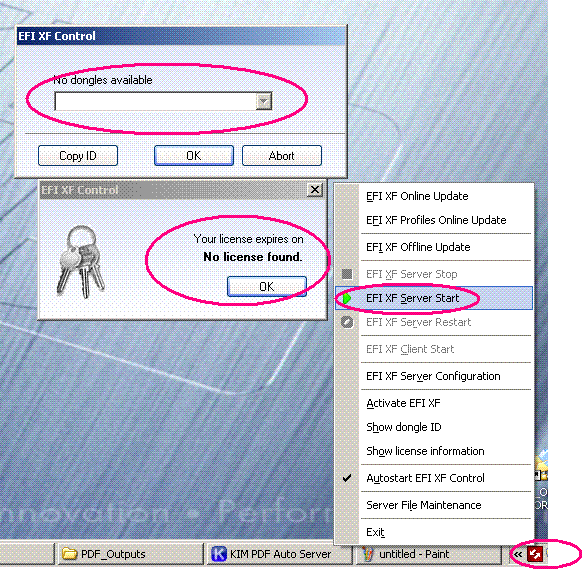 EFI XF Control
No dongles available
Copy ID
OK
Abort
EFI XF Control
Your license expires on
No license found.
OK
EFI XF Online Update
EFI XF Profiles Online Update
EFI XF Offline Update
EFI XF Server Stop
EFI XF Server Start
EFI XF Server Restart
EFI XF Client Start
EFI XF Server Configuration
Activate EFI XF
Show dongle ID
Show license information
Autostart EFI XF Control
Server File Maintenance
Exit
nnovation • Perform
PDF_Outputs
KIM PDF Auto Server
untitled - Paint
«